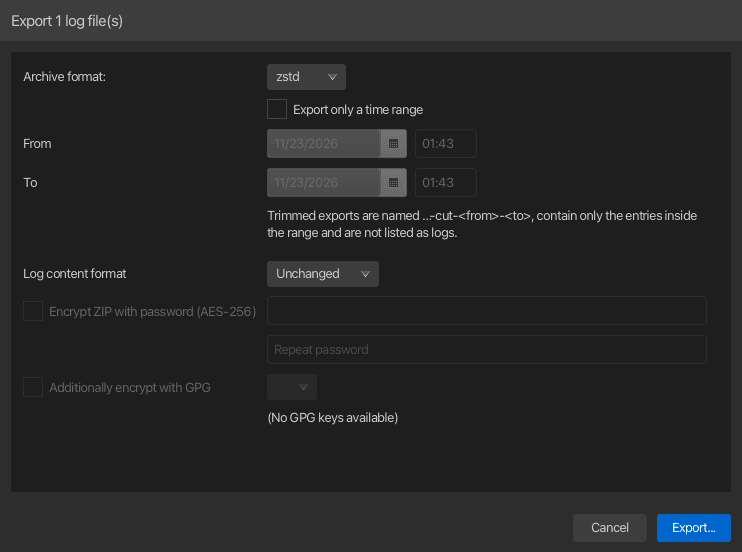 Export 1 log file(s)
Archive format:
zstd
Export only a time range
From
11/23/2026
01:43
To
11/23/2026
01:43
Trimmed exports are named ...-cut-<from>-<to>, contain only the entries inside
the range and are not listed as logs.
Log content format
Unchanged
Encrypt ZIP with password (AES-256)
Repeat password
Additionally encrypt with GPG
(No GPG keys available)
Cancel
Export...